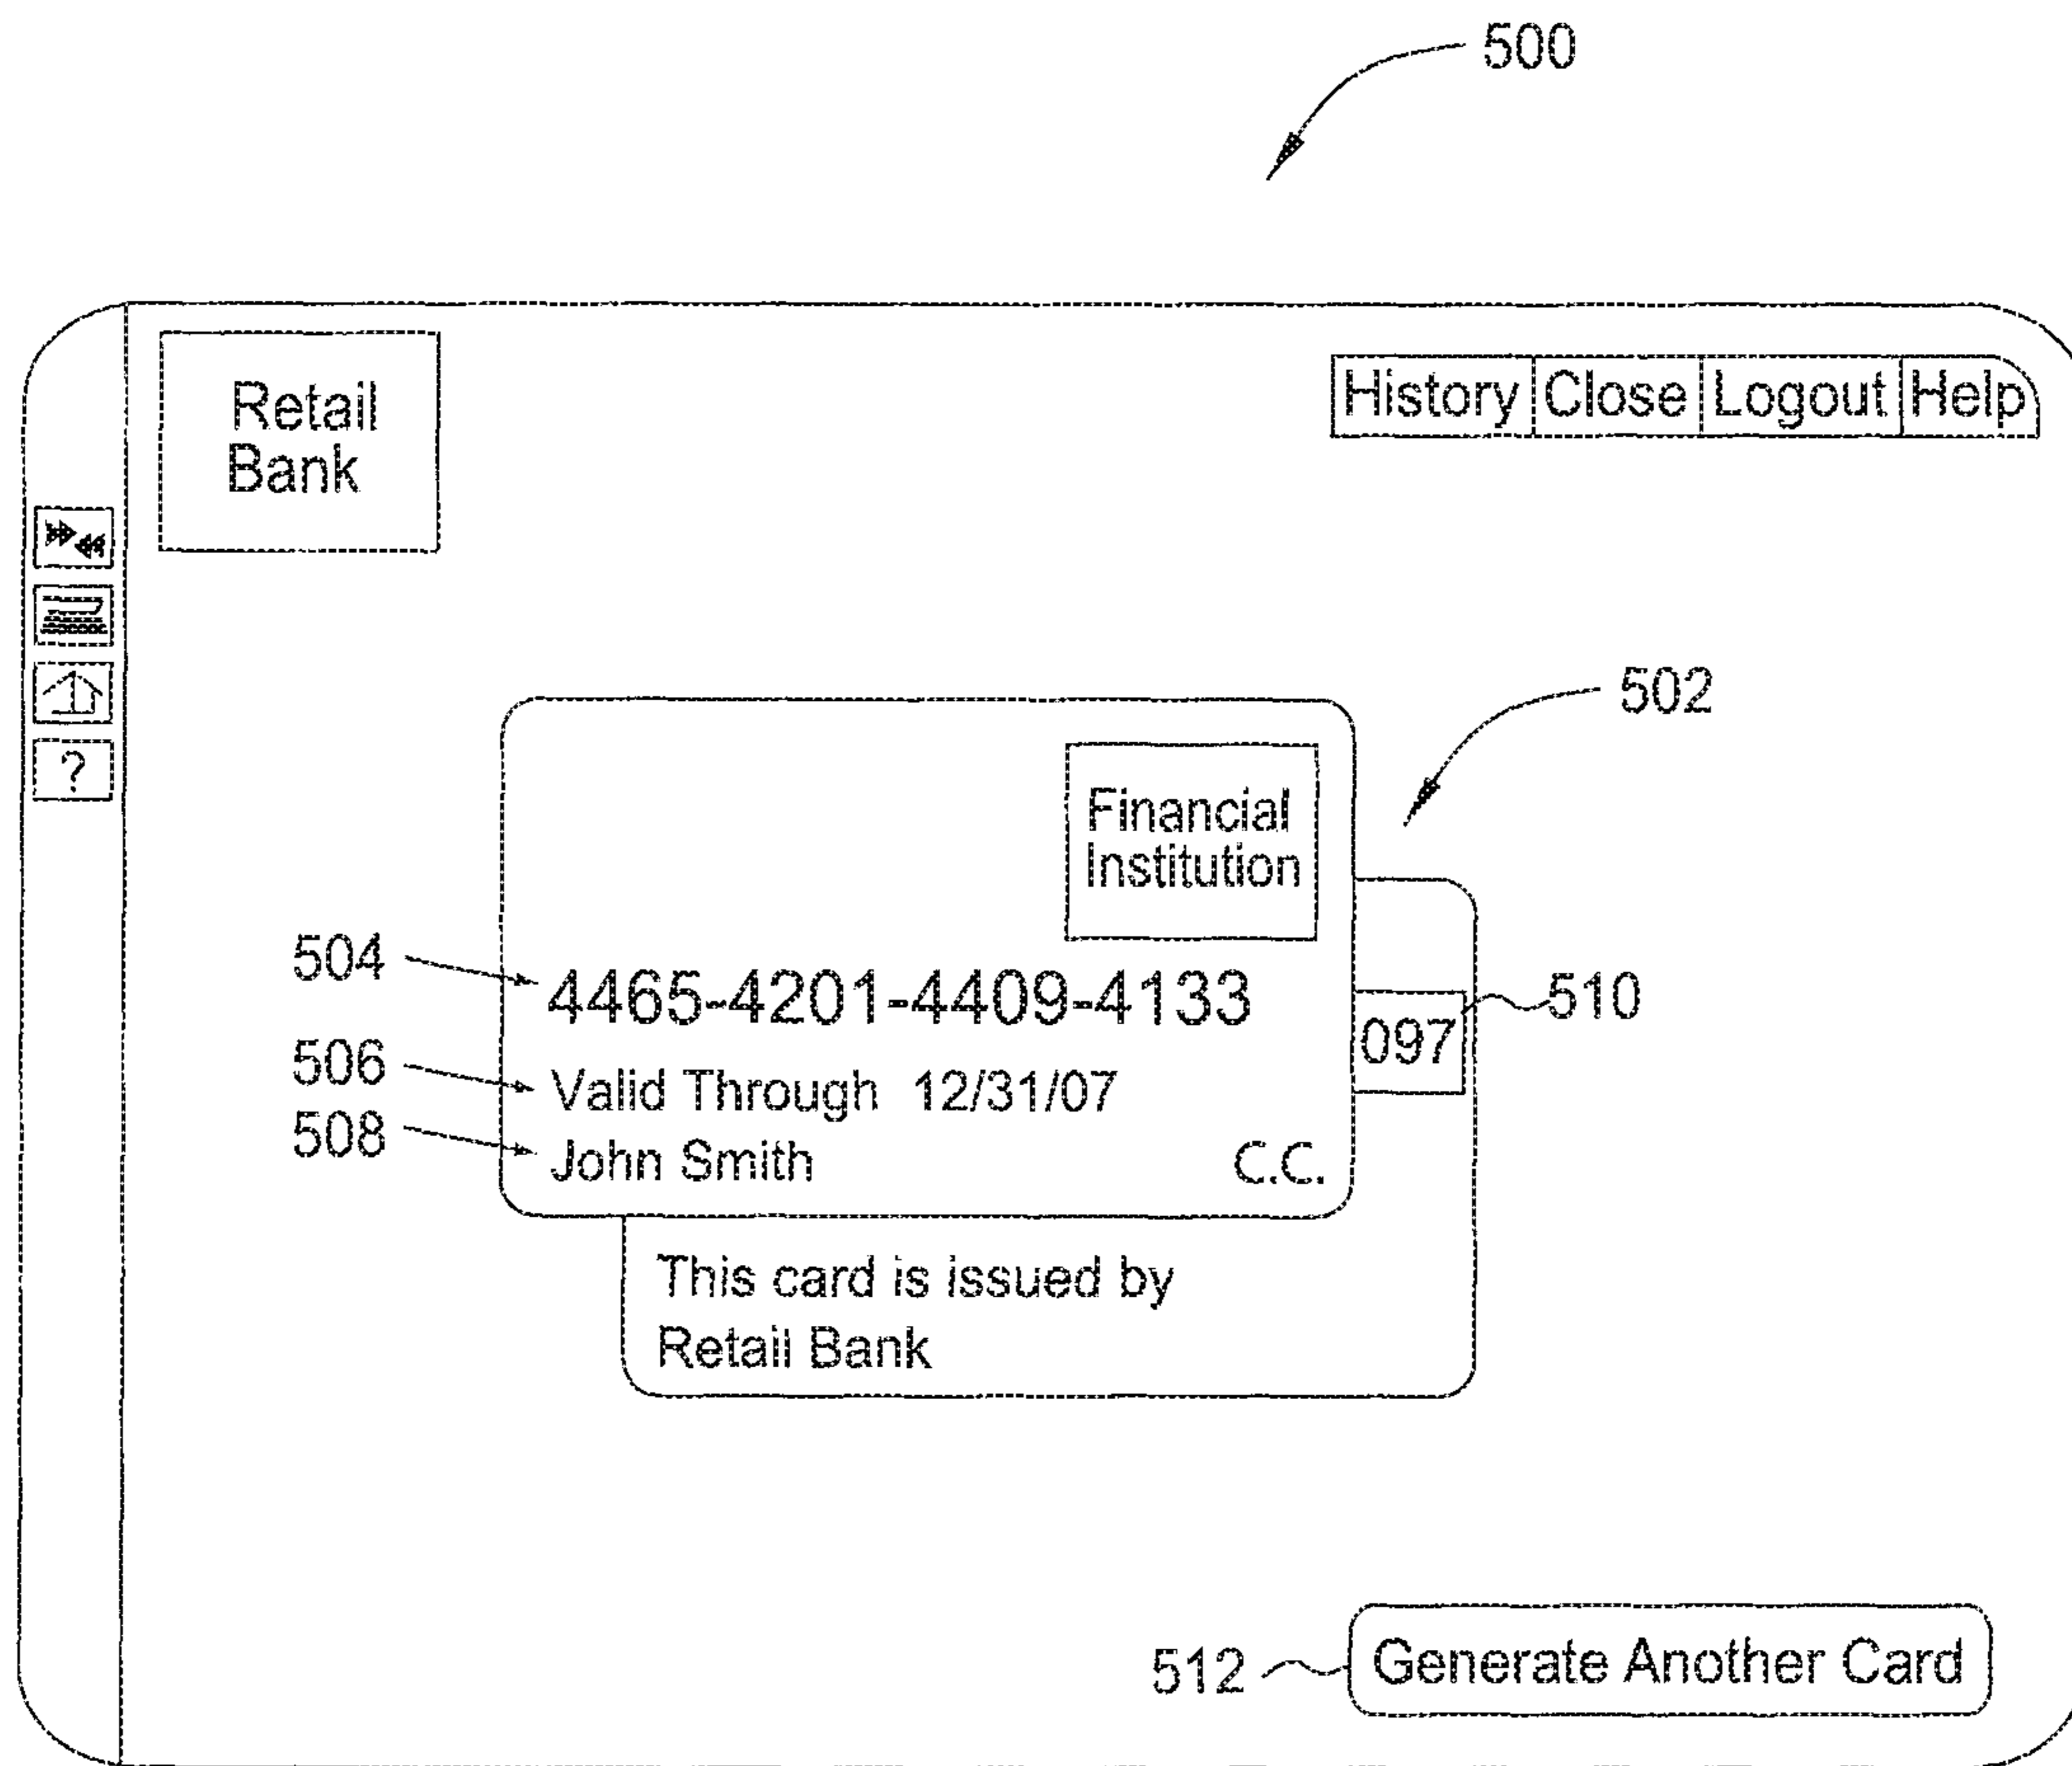 500
Retail
Bank
History Close Logout Help
?
502
Financial
Institution
504
4465-4201-4409-4133
510
097
506
Valid Through 12/31/07
508
John Smith
C.C.
This card is issued by
Retail Bank
512
Generate Another Card